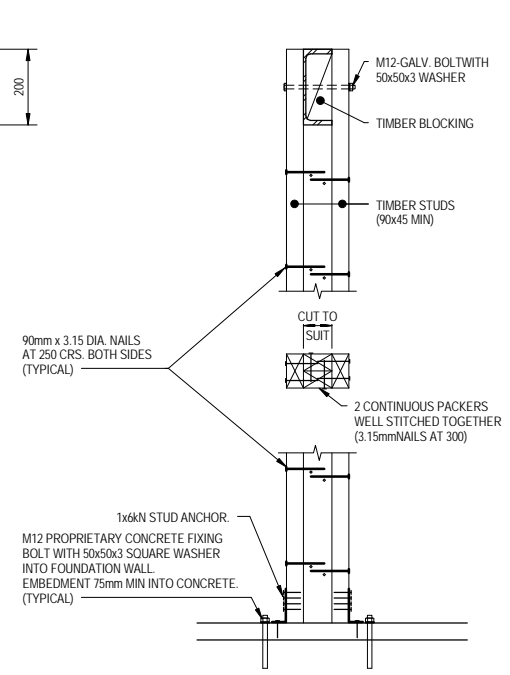 200
M12-GALV. BOLTWITH
50x50x3 WASHER
TIMBER BLOCKING
TIMBER STUDS
(90x45 MIN)
CUT TO
SUIT
90mm x 3.15 DIA. NAILS
AT 250 CRS. BOTH SIDES
(TYPICAL)
2 CONTINUOUS PACKERS
WELL STITCHED TOGETHER
(3.15mmNAILS AT 300)
1x6kN STUD ANCHOR.
M12 PROPRIETARY CONCRETE FIXING
BOLT WITH 50x50x3 SQUARE WASHER
INTO FOUNDATION WALL.
EMBEDMENT 75mm MIN INTO CONCRETE.
(TYPICAL)